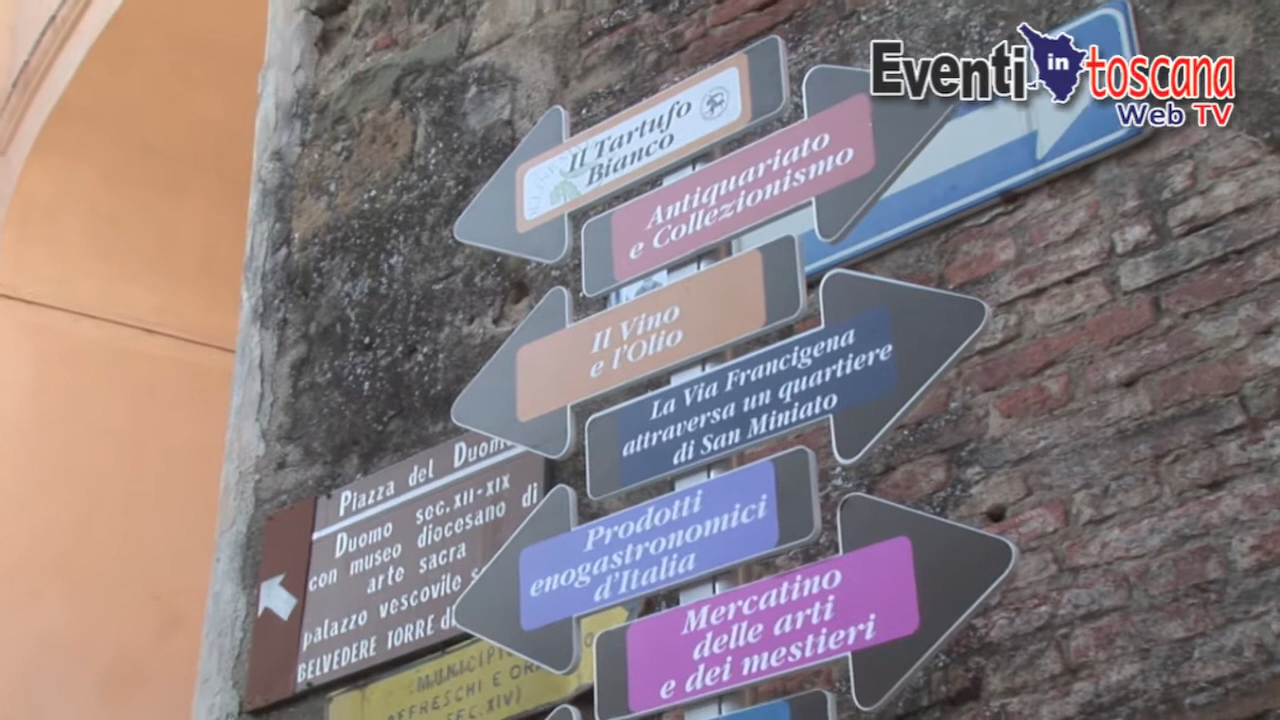 Eventi in toscana
Web TV
Il Tartufo
Bianco
Antiquariato
e Collezionismo
Il Vino
e l'Olio
La Via Francigena
attraversa un quartiere
di San Miniato
Prodotti
enogastronomici
d'Italia
Mercatino
delle arti
e dei mestieri
Piazza del Duomo
Duomo sec. XII-XIX
con museo diocesano di
arte sacra
palazzo vescovile
BELVEDERE TORRE
SEC. XIV)